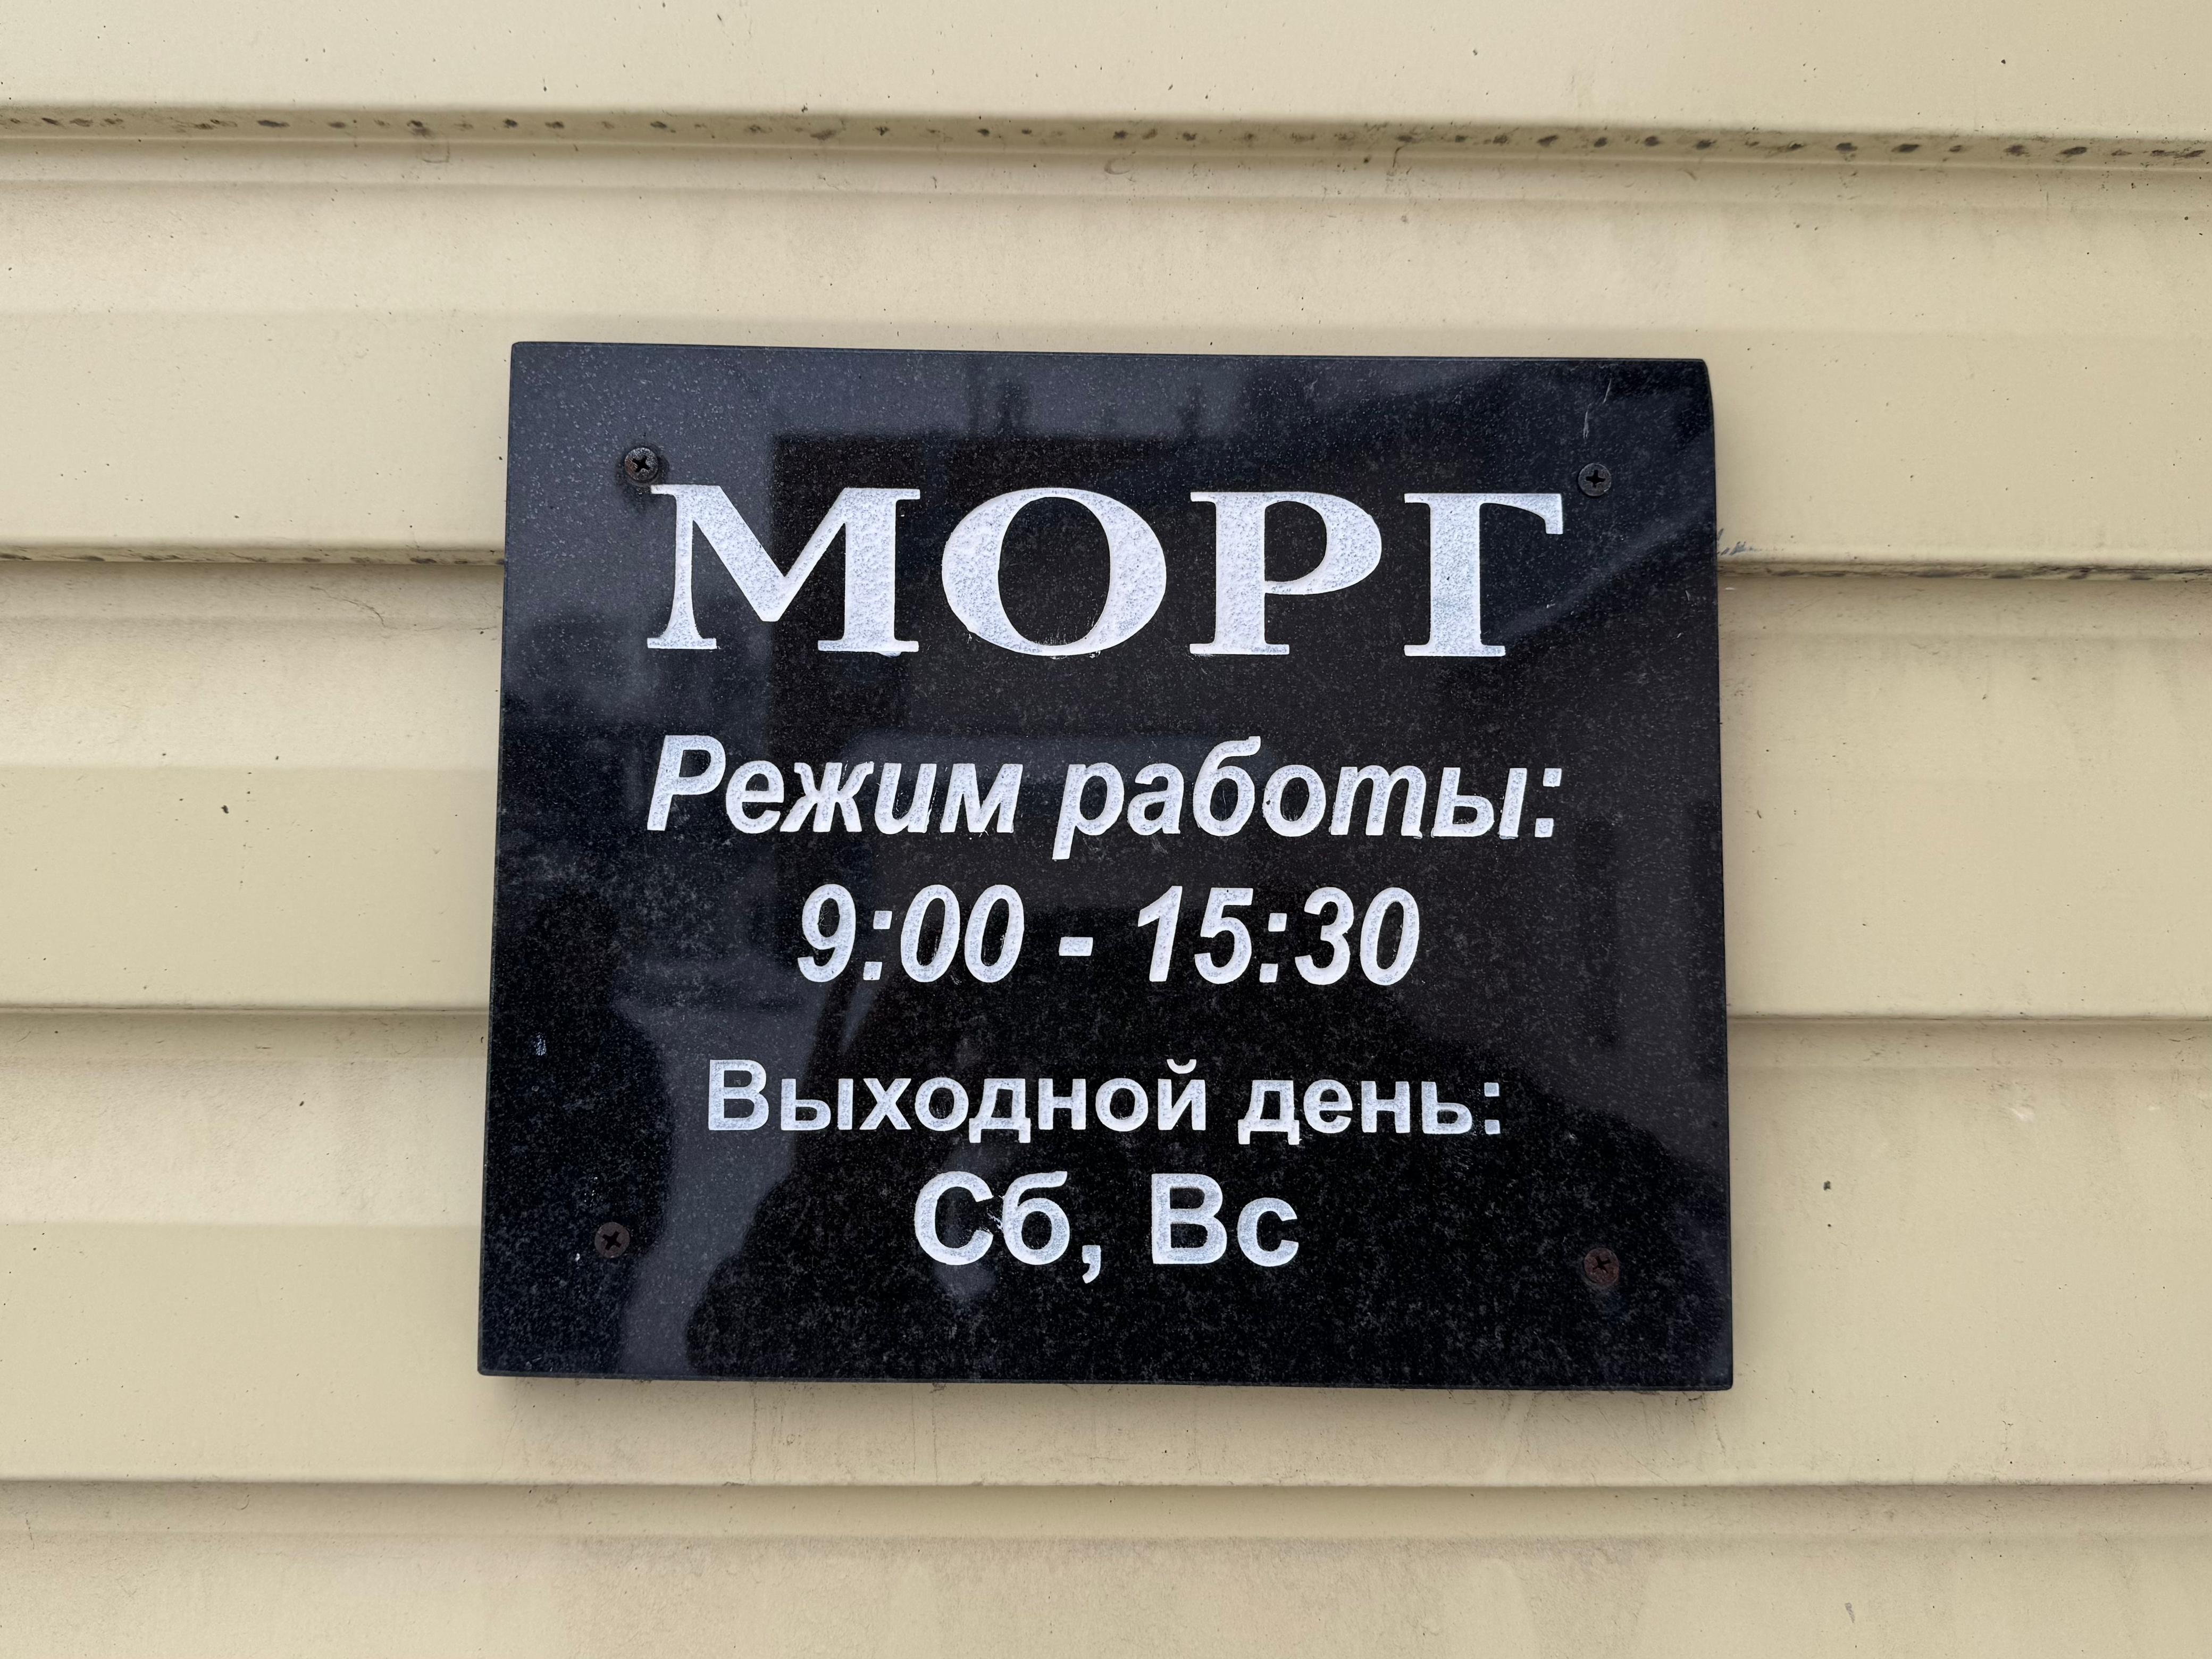 МОРГ
Режим работы:
9:00 - 15:30
Выходной день:
Сб, Вс